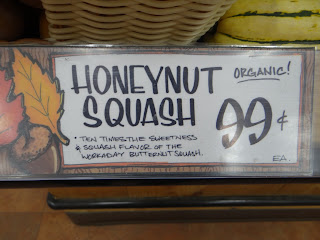 HONEYNUT
ORGANIC!
SQUASH
99¢
• TEN TIMES THE SWEETNESS
& SQUASH FLAVOR OF THE
WORKADAY BUTTERNUT SQUASH.
EA.